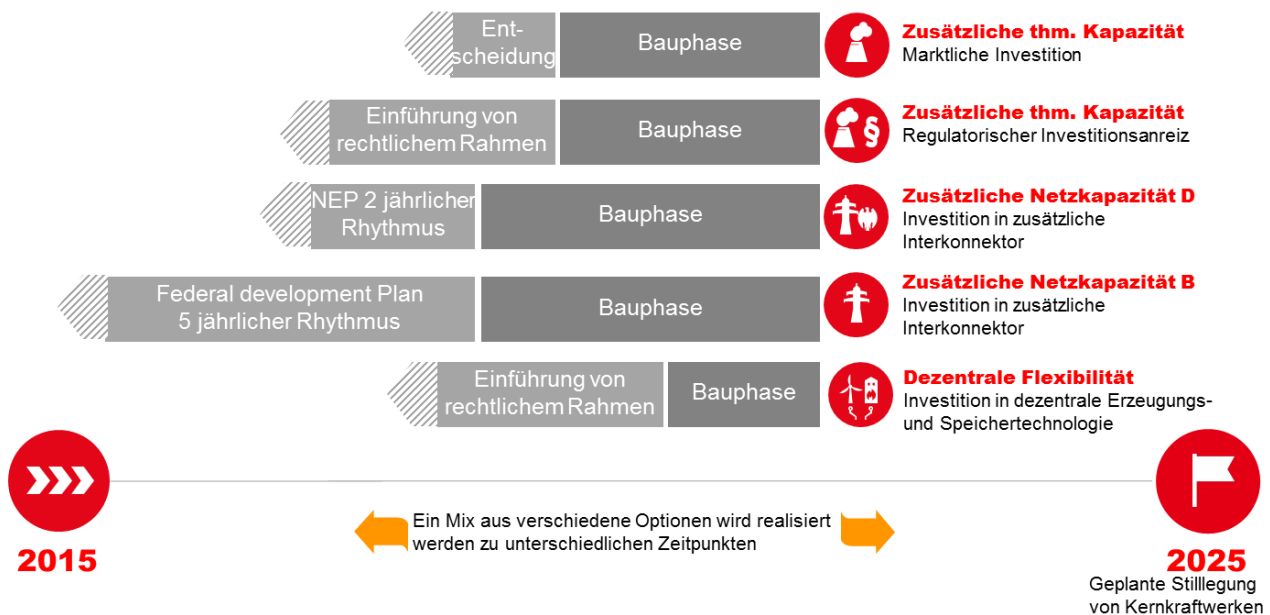 Ent-
scheidung
Bauphase
Zusätzliche thm. Kapazität
Marktliche Investition
Einführung von
rechtlichem Rahmen
Bauphase
§
Zusätzliche thm. Kapazität
Regulatorischer Investitionsanreiz
NEP 2 jährlicher
Rhythmus
Bauphase
Zusätzliche Netzkapazität D
Investition in zusätzliche
Interkonnektor
Federal development Plan
5 jährlicher Rhythmus
Bauphase
Zusätzliche Netzkapazität B
Investition in zusätzliche
Interkonnektor
Einführung von
rechtlichem Rahmen
Bauphase
Dezentrale Flexibilität
Investition in dezentrale Erzeugungs-
und Speichertechnologie
Ein Mix aus verschiedene Optionen wird realisiert
werden zu unterschiedlichen Zeitpunkten
2015
2025
Geplante Stilllegung
von Kernkraftwerken